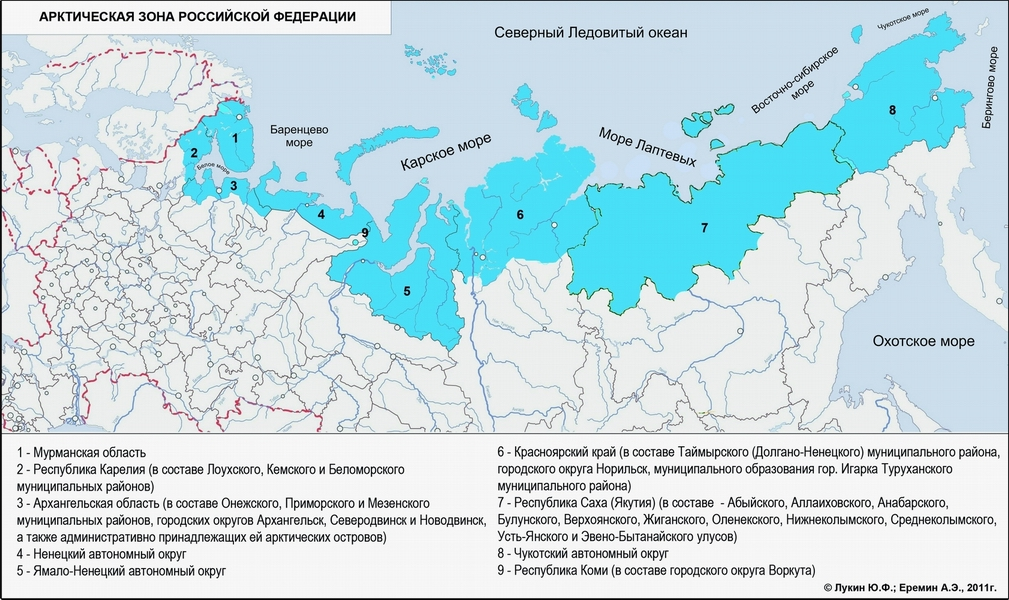 АРКТИЧЕСКАЯ ЗОНА РОССИЙСКОЙ ФЕДЕРАЦИИ
Северный Ледовитый океан
Чукотское море
Берингово море
Восточно-сибирское
море
Баренцево
море
Карское море
Море Лаптевых
Белое море
Охотское море
1
2
3
4
9
5
6
7
8
1 - Мурманская область
2 - Республика Карелия (в составе Лоухского, Кемского и Беломорского
муниципальных районов)
3 - Архангельская область (в составе Онежского, Приморского и Мезенского
муниципальных районов, городских округов Архангельск, Северодвинск и Новодвинск,
а также административно принадлежащих ей арктических островов)
4 - Ненецкий автономный округ
5 - Ямало-Ненецкий автономный округ
6 - Красноярский край (в составе Таймырского (Долгано-Ненецкого) муниципального района,
городского округа Норильск, муниципального образования гор. Игарка Туруханского
муниципального района)
7 - Республика Саха (Якутия) (в составе - Абыйского, Аллаиховского, Анабарского,
Булунского, Верхоянского, Жиганского, Оленекского, Нижнеколымского, Среднеколымского,
Усть-Янского и Эвено-Бытанайского улусов)
8 - Чукотский автономный округ
9 - Республика Коми (в составе городского округа Воркута)
© Лукин Ю.Ф.; Еремин А.Э., 2011г.